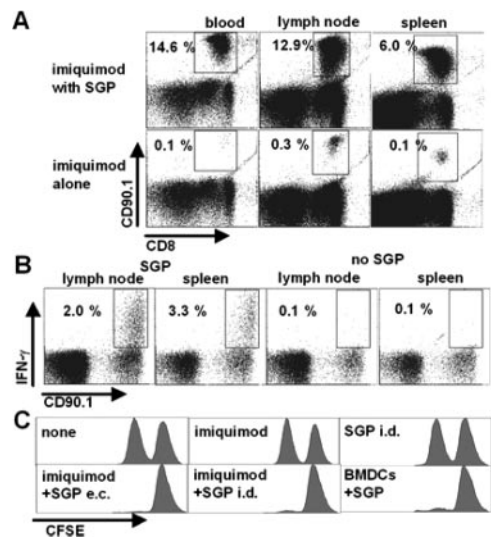 A
blood lymph node spleen
imiquimod
with SGP
14.6 % 12.9% 6.0 %
imiquimod
alone
0.1 % 0.3 % 0.1 %
CD90.1
CD8
B
SGP no SGP
lymph node spleen lymph node spleen
2.0 % 3.3 % 0.1 % 0.1 %
IFN-γ
CD90.1
C
none imiquimod SGP i.d.
imiquimod
+SGP e.c.
imiquimod
+SGP i.d.
BMDCs
+SGP
CFSE